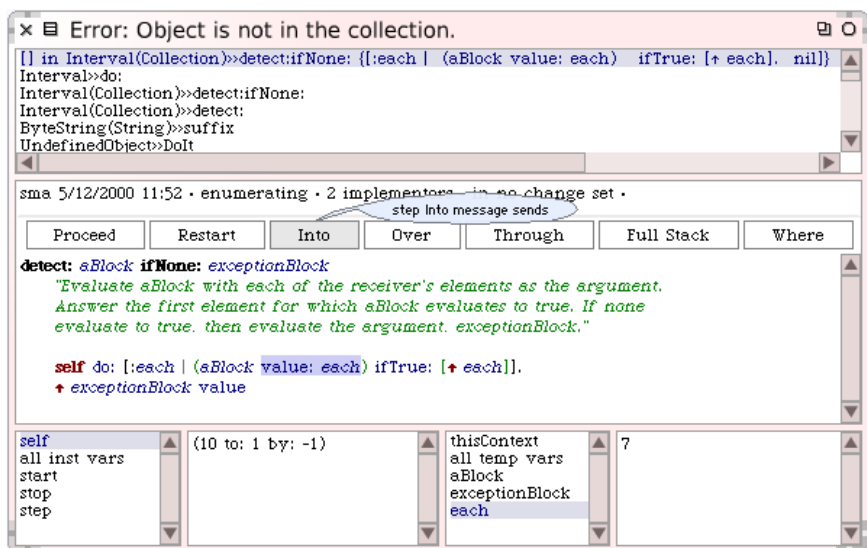 Error: Object is not in the collection.
[] in Interval(Collection)>>detect:ifNone: {[:each | (aBlock value: each) ifTrue: [↑ each]. nil]}
Interval>>do:
Interval(Collection)>>detect:ifNone:
Interval(Collection)>>detect:
ByteString(String)>>suffix
UndefinedObject>>DoIt
sma 5/12/2000 11:52 · enumerating · 2 implementors · in no change set ·
step Into message sends
Proceed Restart Into Over Through Full Stack Where
detect: aBlock ifNone: exceptionBlock
"Evaluate aBlock with each of the receiver's elements as the argument.
Answer the first element for which aBlock evaluates to true. If none
evaluate to true, then evaluate the argument, exceptionBlock."
self do: [:each | (aBlock value: each) ifTrue: [↑ each]].
↑ exceptionBlock value
self
all inst vars
start
stop
step
(10 to: 1 by: -1)
thisContext
all temp vars
aBlock
exceptionBlock
each
7